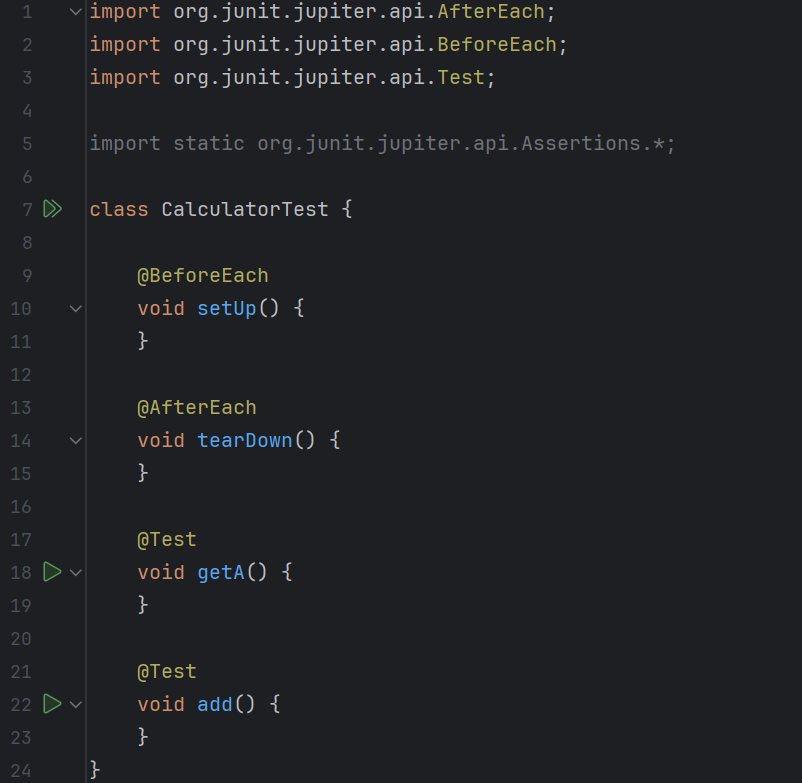 1 import org.junit.jupiter.api.AfterEach;
2 import org.junit.jupiter.api.BeforeEach;
3 import org.junit.jupiter.api.Test;
4
5 import static org.junit.jupiter.api.Assertions.*;
6
7 class CalculatorTest {
8
9     @BeforeEach
10     void setUp() {
11     }
12
13     @AfterEach
14     void tearDown() {
15     }
16
17     @Test
18     void getA() {
19     }
20
21     @Test
22     void add() {
23     }
24 }